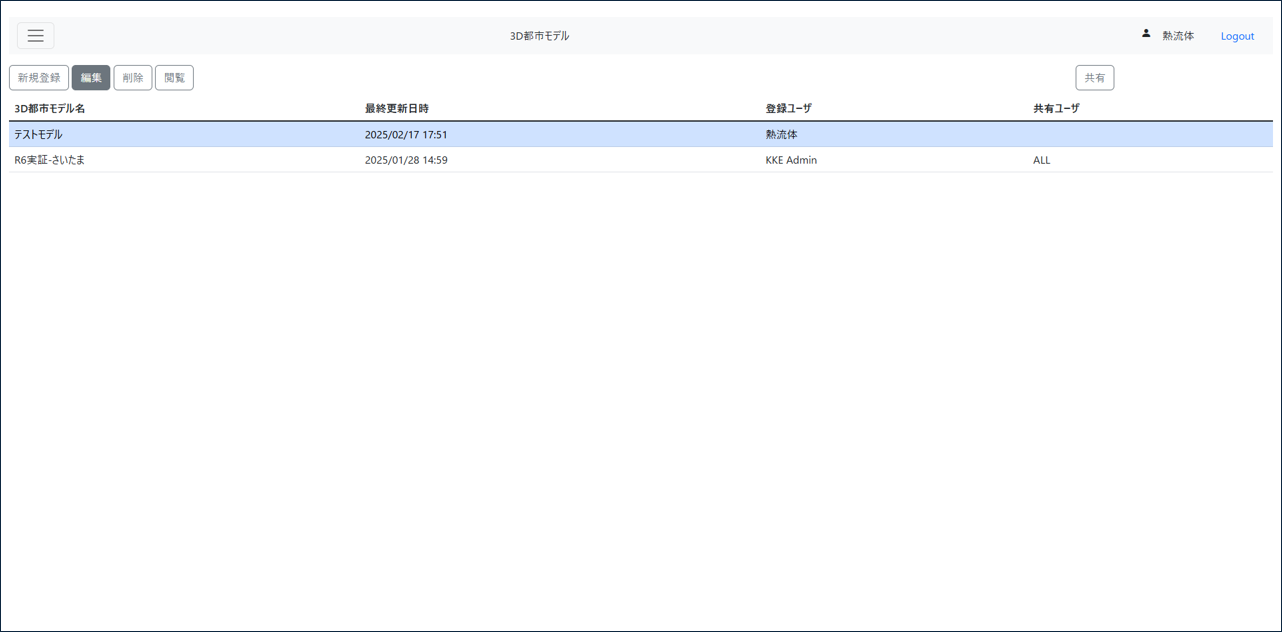 3D都市モデル 熱流体 Logout
新規登録 編集 削除 閲覧 共有
3D都市モデル名 最終更新日時 登録ユーザ 共有ユーザ
テストモデル 2025/02/17 17:51 熱流体
R6実証-さいたま 2025/01/28 14:59 KKE Admin ALL